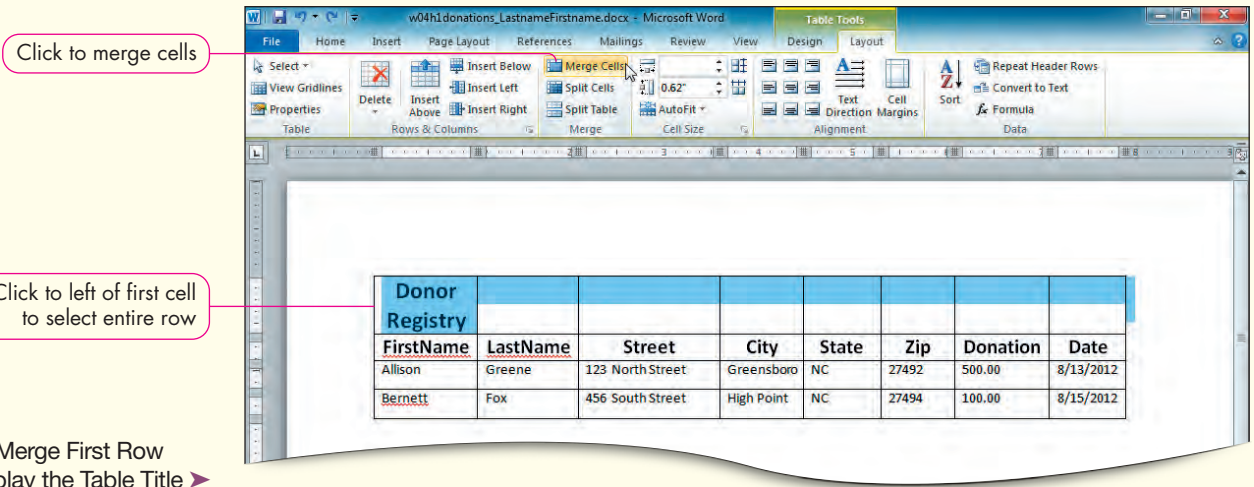 w04h1donations_LastnameFirstname.docx - Microsoft Word
Table Tools
File Home Insert Page Layout References Mailings Review View Design Layout
Click to merge cells
Select
View Gridlines
Properties
Table
Delete
Insert Above
Insert Below
Insert Left
Insert Right
Rows & Columns
Merge Cells
Split Cells
Split Table
Merge
0.62"
AutoFit
Cell Size
Text Direction
Cell Margins
Alignment
Sort
Repeat Header Rows
Convert to Text
Formula
Data
Click to left of first cell
to select entire row
Donor
Registry
FirstName LastName Street City State Zip Donation Date
Allison Greene 123 North Street Greensboro NC 27492 500.00 8/13/2012
Bernett Fox 456 South Street High Point NC 27494 100.00 8/15/2012
Merge First Row
play the Table Title ➤